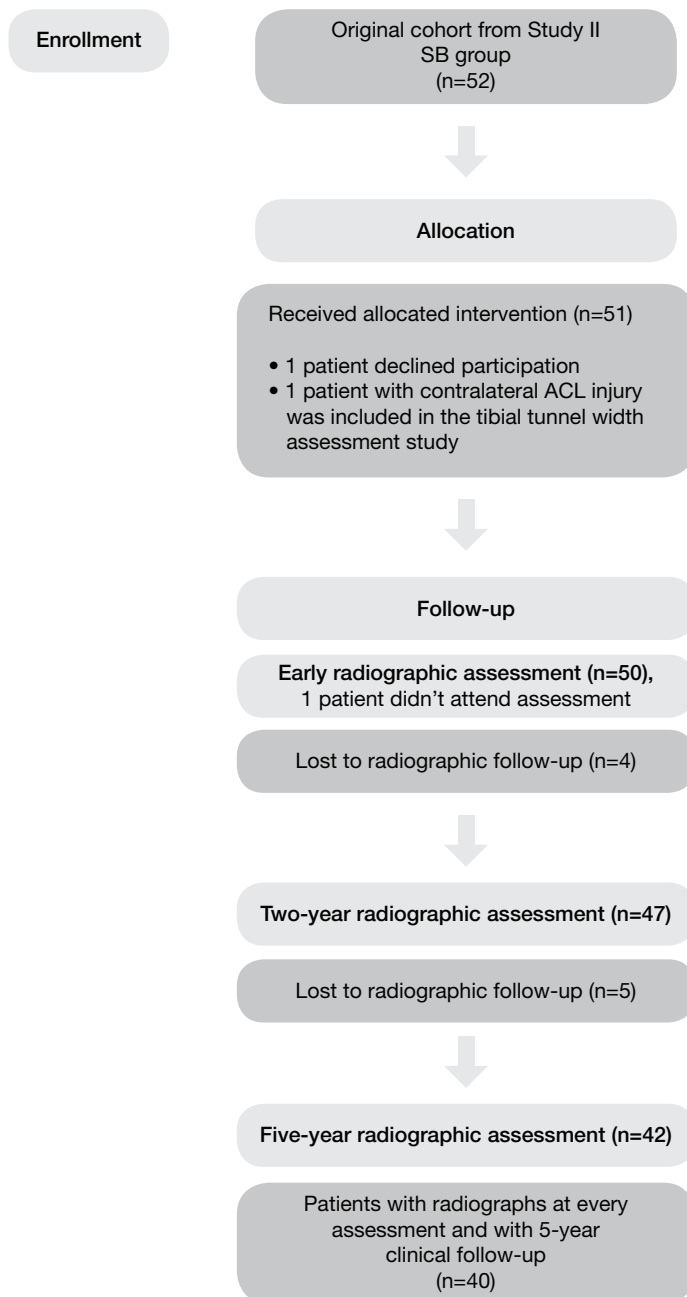 Enrollment
Original cohort from Study II
SB group
(n=52)
Allocation
Received allocated intervention (n=51)
• 1 patient declined participation
• 1 patient with contralateral ACL injury
was included in the tibial tunnel width
assessment study
Follow-up
Early radiographic assessment (n=50),
1 patient didn’t attend assessment
Lost to radiographic follow-up (n=4)
Two-year radiographic assessment (n=47)
Lost to radiographic follow-up (n=5)
Five-year radiographic assessment (n=42)
Patients with radiographs at every
assessment and with 5-year
clinical follow-up
(n=40)